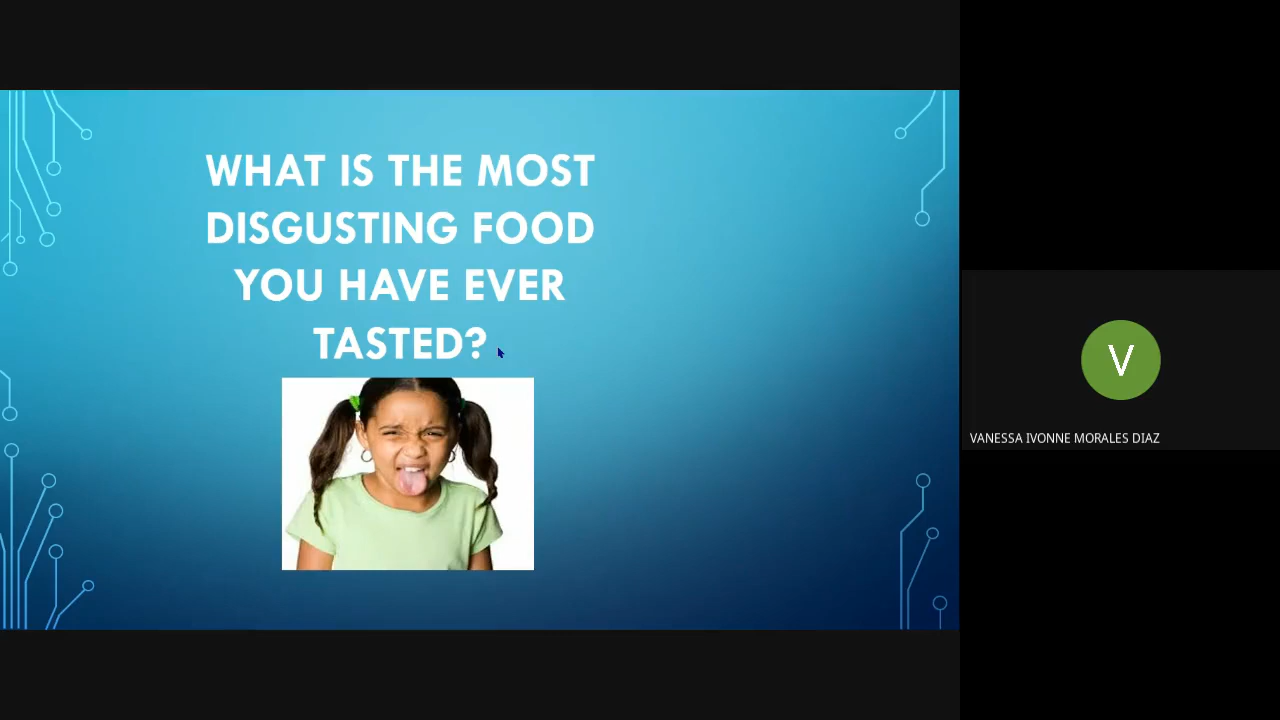 WHAT IS THE MOST
DISGUSTING FOOD
YOU HAVE EVER
TASTED?
V
VANESSA IVONNE MORALES DIAZ